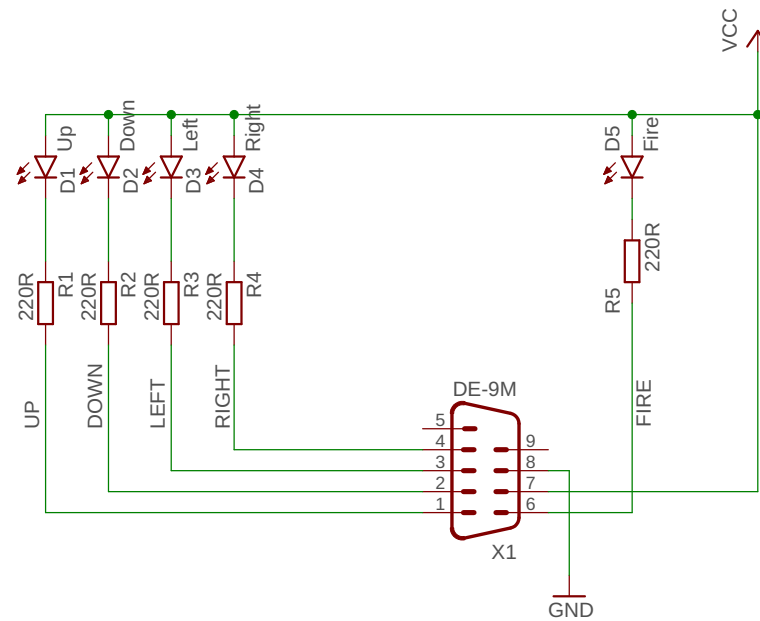 VCC
Up
Down
Left
Right
D5
Fire
D1
D2
D3
D4
220R
R1
220R
R2
220R
R3
220R
R4
220R
R5
UP
DOWN
LEFT
RIGHT
FIRE
DE-9M
5
4
3
2
1
9
8
7
6
X1
GND